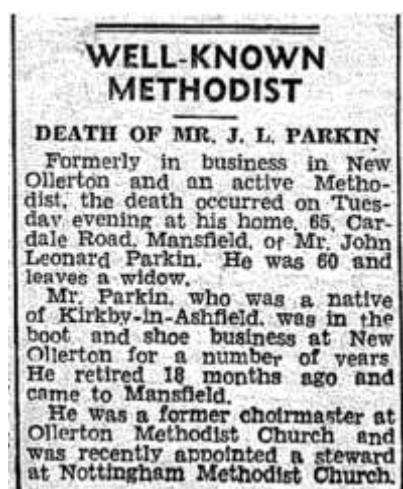 WELL-KNOWN
METHODIST
DEATH OF MR. J. L. PARKIN
Formerly in business in New
Ollerton and an active Metho-
dist, the death occurred on Tues-
day evening at his home, 65, Car-
dale Road, Mansfield, or Mr. John
Leonard Parkin. He was 60 and
leaves a widow.
Mr. Parkin, who was a native
of Kirkby-in-Ashfield, was in the
boot and shoe business at New
Ollerton for a number of years
He retired 18 months ago and
came to Mansfield.
He was a former choirmaster at
Ollerton Methodist Church and
was recently appointed a steward
at Nottingham Methodist Church.